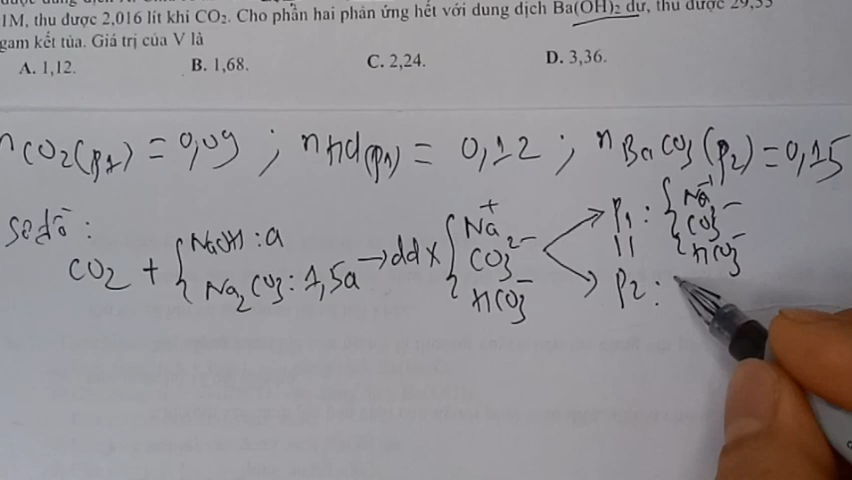 1M, thu được 2,016 lít khí CO₂. Cho phần hai phản ứng hết với dung dịch Ba(OH)₂ dư, thu được 29,55
gam kết tủa. Giá trị của V là
A. 1,12. B. 1,68. C. 2,24. D. 3,36.
nCO₂(p1) = 0,09 ; nHCl(p1) = 0,12 ; nBaCO₃(p2) = 0,15
Sơ đồ:
CO₂ + { NaOH : a
Na₂CO₃ : 1,5a → dd X { Na⁺
CO₃²⁻
HCO₃⁻
P1 : { Na⁺
CO₃⁻
HCO₃⁻
||
P2 :